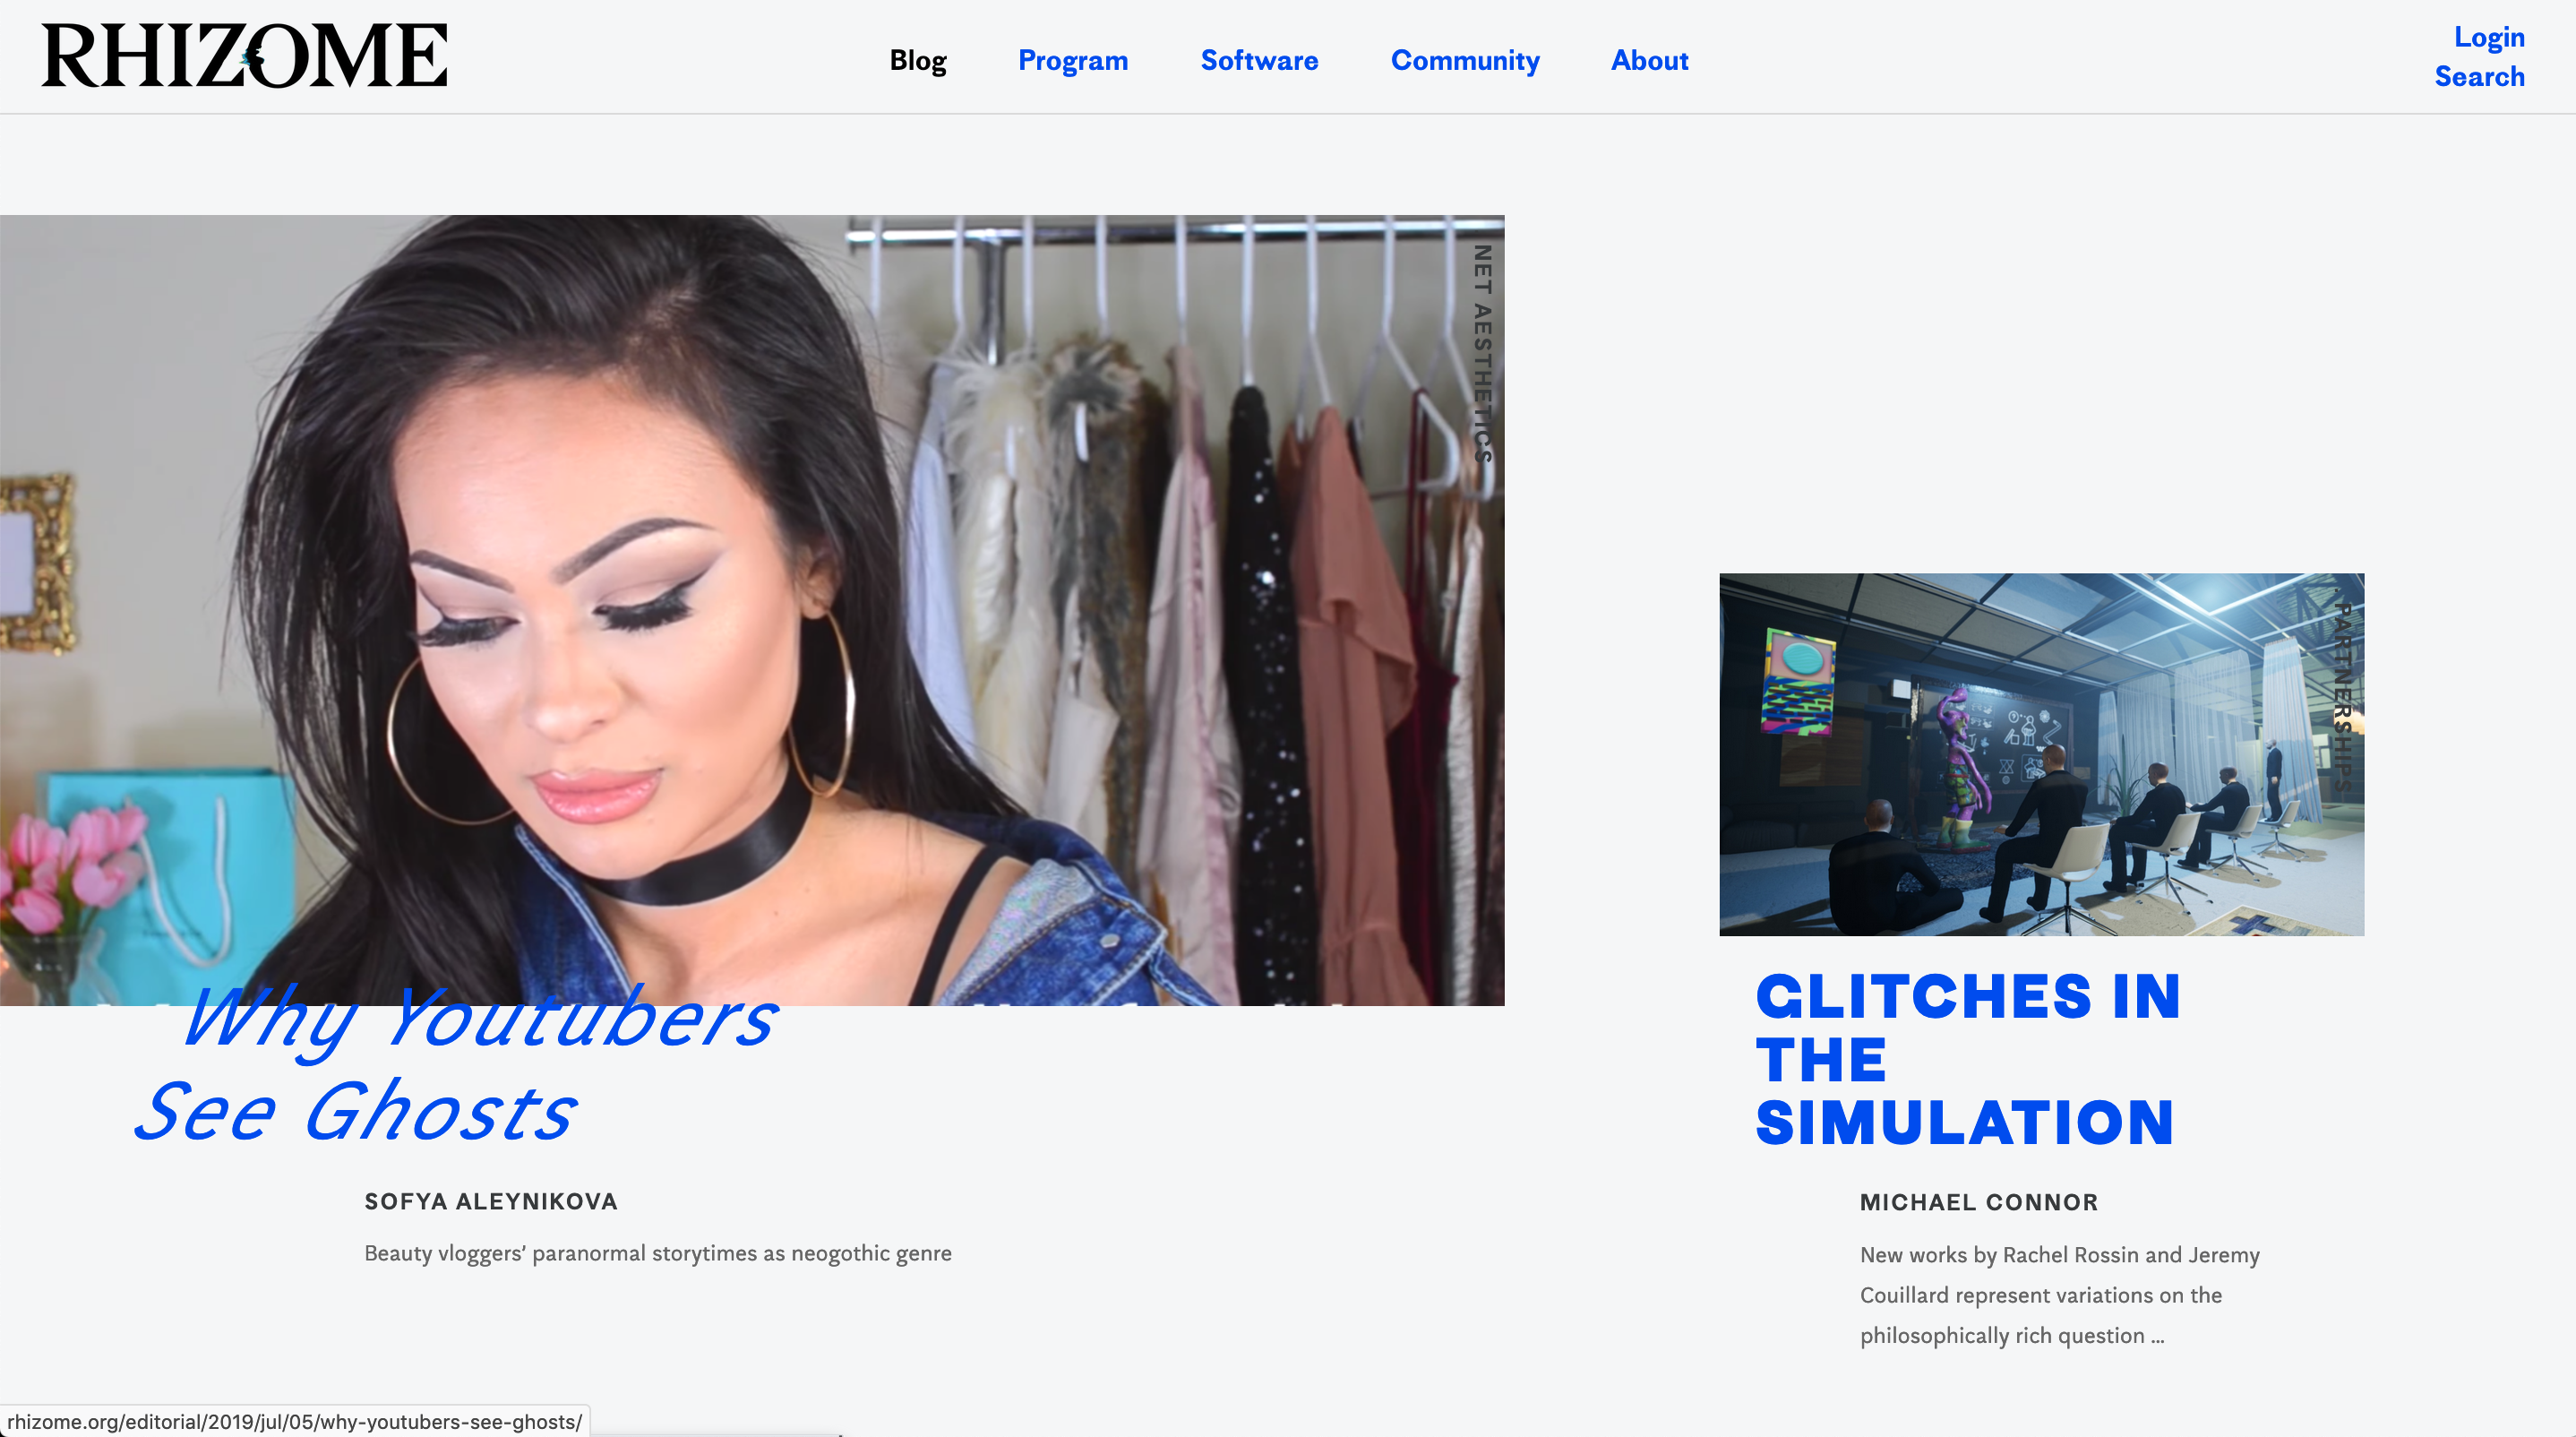 RHIZOME
Blog
Program
Software
Community
About
Login
Search
NET AESTHETICS
Why Youtubers
See Ghosts
SOFYA ALEYNIKOVA
Beauty vloggers’ paranormal storytimes as neogothic genre
PARTNERSHIPS
GLITCHES IN
THE
SIMULATION
MICHAEL CONNOR
New works by Rachel Rossin and Jeremy
Couillard represent variations on the
philosophically rich question ...
rhizome.org/editorial/2019/jul/05/why-youtubers-see-ghosts/